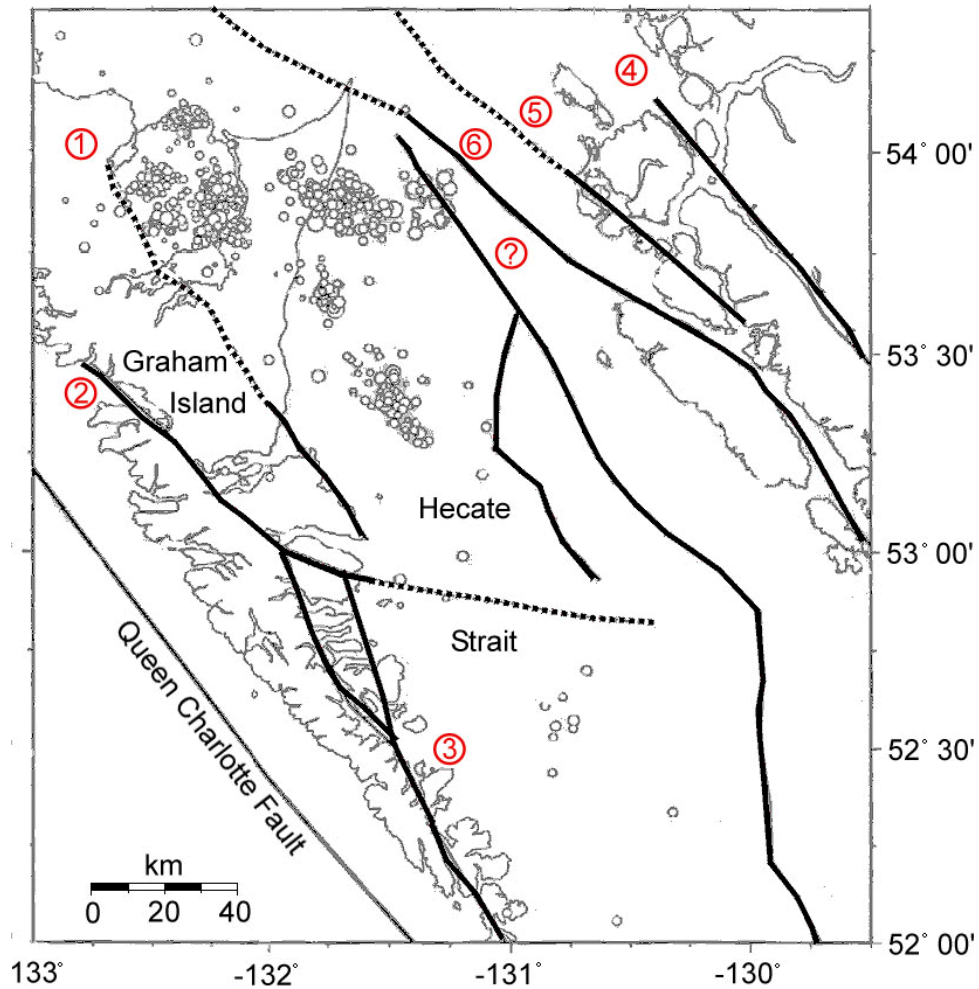 ④
⑤
①
⑥
54° 00'
?
53° 30'
Graham
Island
②
Hecate
53° 00'
Strait
Queen Charlotte Fault
③
52° 30'
km
0 20 40
52° 00'
133° -132° -131° -130°